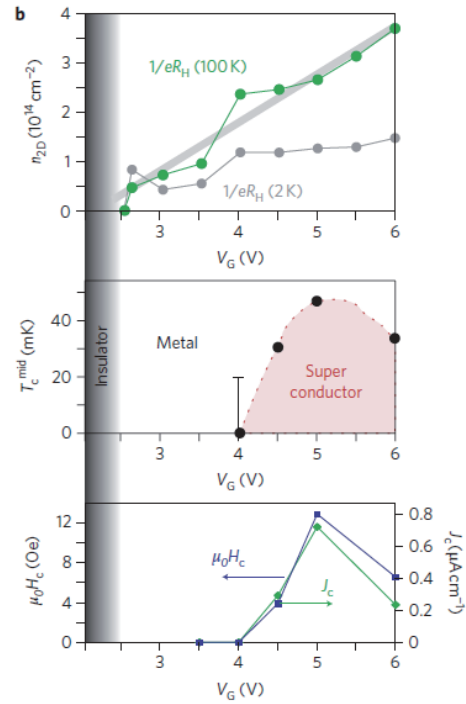 b
4
3
2
1
0
n2D (10^14 cm^-2)
1/eRH (100 K)
1/eRH (2 K)
3
4
5
6
VG (V)
40
20
0
Tc^mid (mK)
Insulator
Metal
Super
conductor
3
4
5
6
VG (V)
12
8
4
0
μ0Hc (Oe)
μ0Hc
Jc
0.8
0.6
0.4
0.2
0
Jc (μA cm^-1)
3
4
5
6
VG (V)